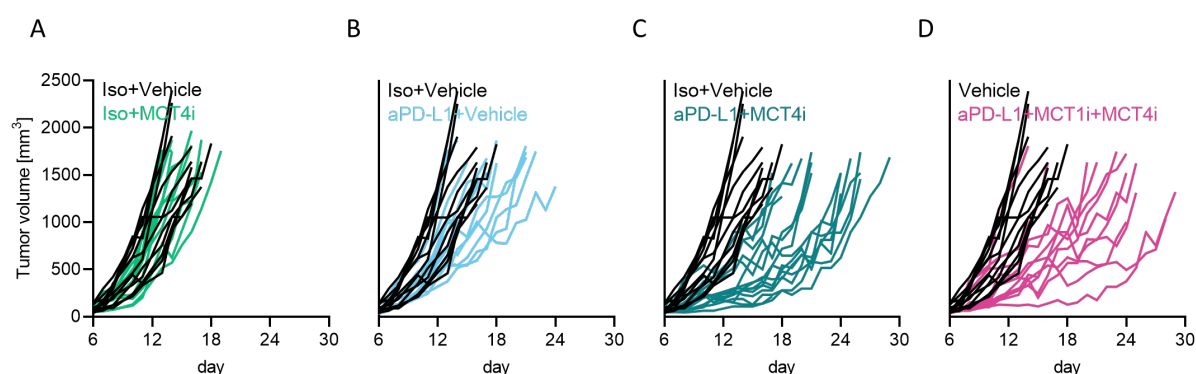 A
B
C
D
Tumor volume [mm³]
2500
2000
1500
1000
500
0
Iso+Vehicle
Iso+MCT4i
6
12
18
24
30
day
Iso+Vehicle
aPD-L1+Vehicle
6
12
18
24
30
day
Iso+Vehicle
aPD-L1+MCT4i
6
12
18
24
30
day
Vehicle
aPD-L1+MCT1i+MCT4i
6
12
18
24
30
day